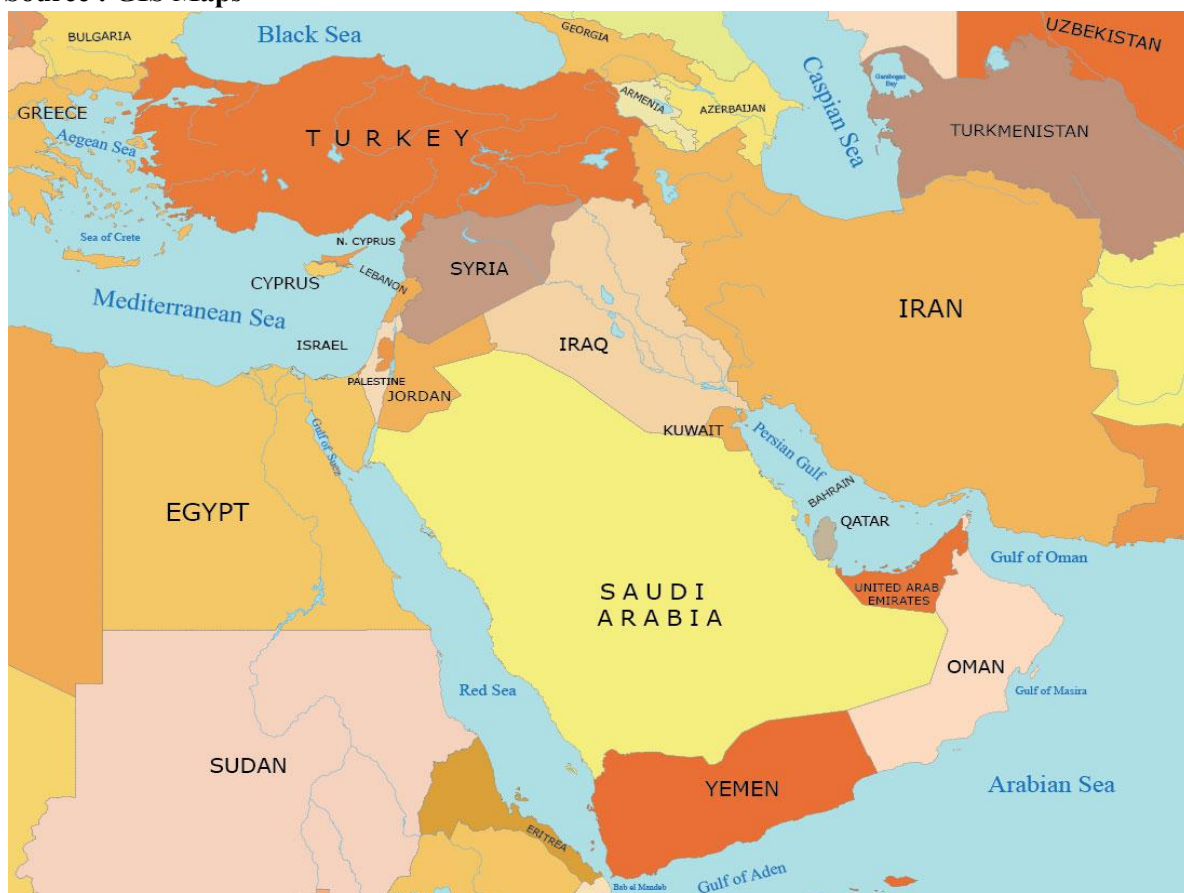 Source : GIS Maps
BULGARIA
Black Sea
GEORGIA
UZBEKISTAN
Garabogaz
Bay
Caspian Sea
GREECE
Aegean Sea
TURKEY
ARMENIA
AZERBAIJAN
TURKMENISTAN
Sea of Crete
N. CYPRUS
CYPRUS
LEBANON
SYRIA
Mediterranean Sea
IRAN
ISRAEL
IRAQ
PALESTINE
JORDAN
KUWAIT
Persian Gulf
Gulf of Suez
BAHRAIN
EGYPT
QATAR
Gulf of Oman
SAUDI
ARABIA
UNITED ARAB
EMIRATES
OMAN
Red Sea
Gulf of Masira
SUDAN
YEMEN
Arabian Sea
ERITREA
Bab el Mandeb
Gulf of Aden